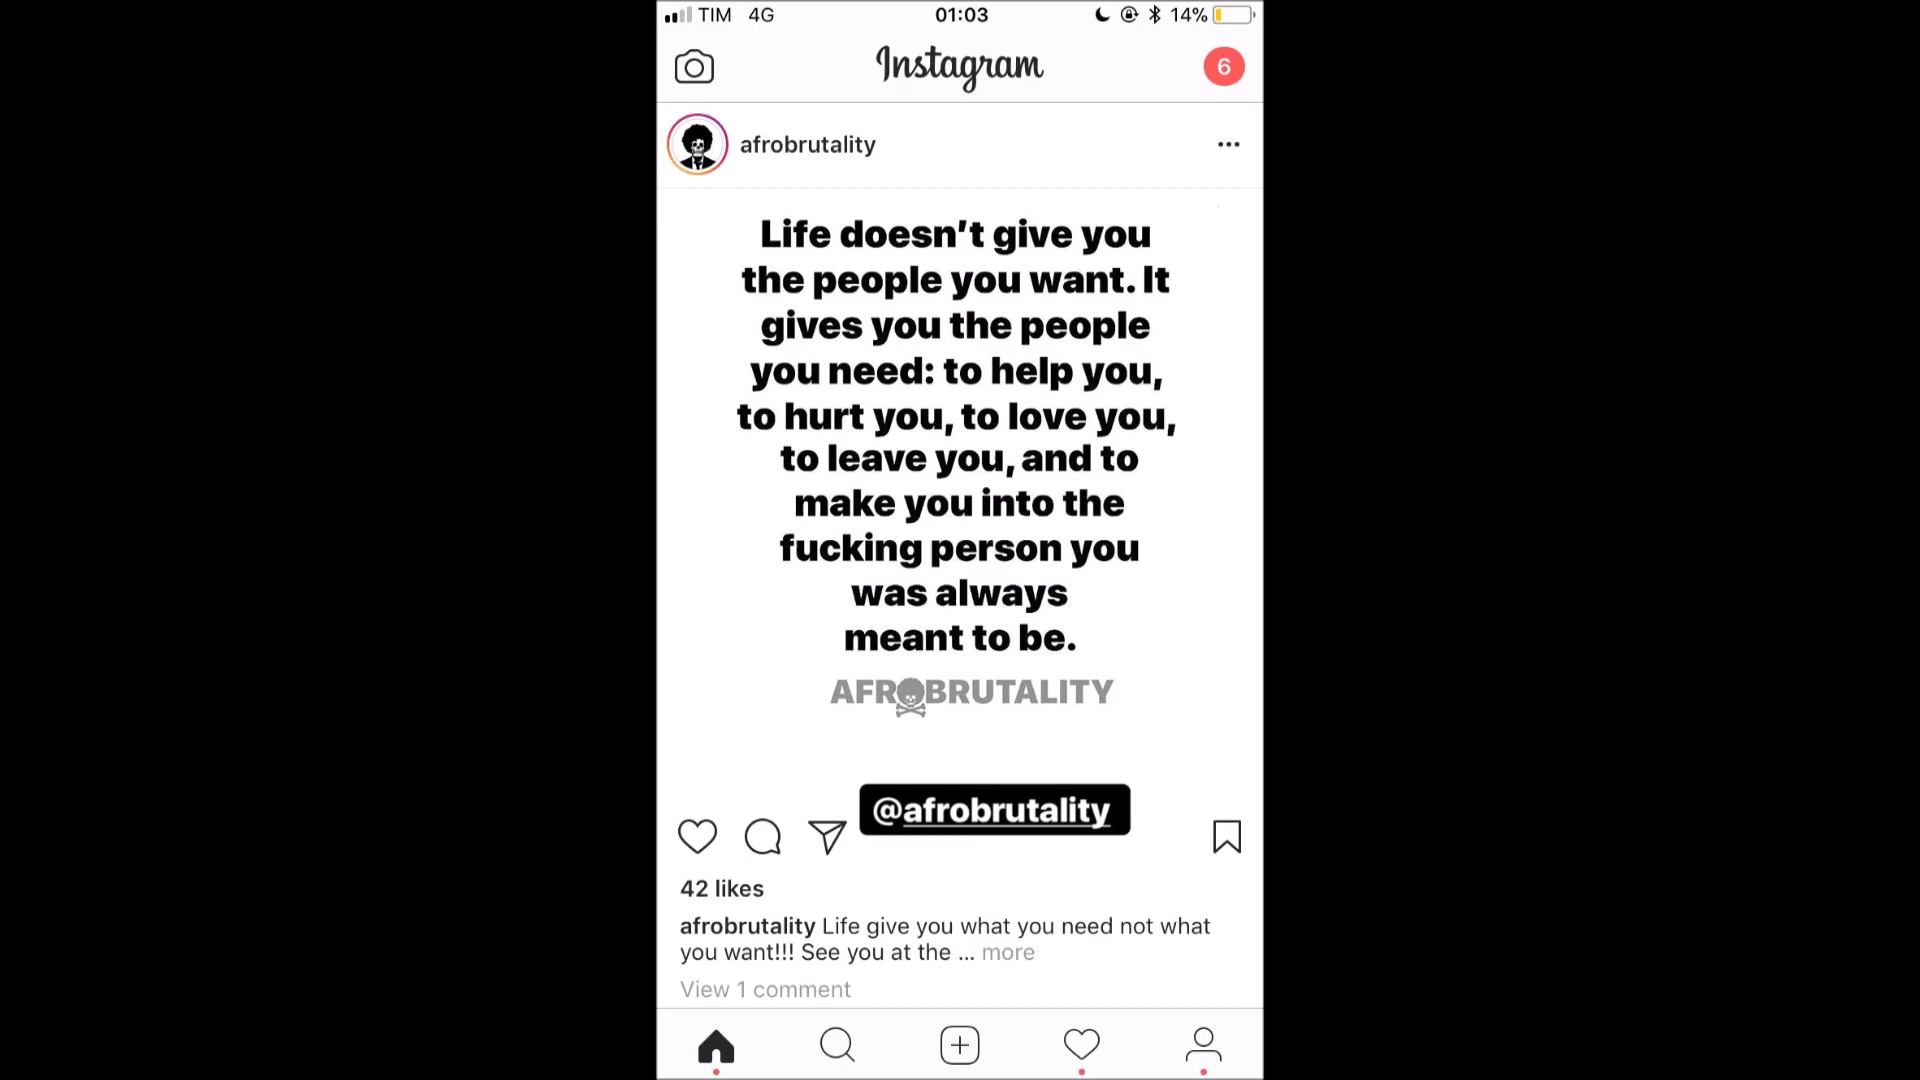 TIM 4G 01:03 14%
Instagram
6
afrobrutality
Life doesn't give you
the people you want. It
gives you the people
you need: to help you,
to hurt you, to love you,
to leave you, and to
make you into the
fucking person you
was always
meant to be.
AFROBRUTALITY
@afrobrutality
42 likes
afrobrutality Life give you what you need not what
you want!!! See you at the ... more
View 1 comment